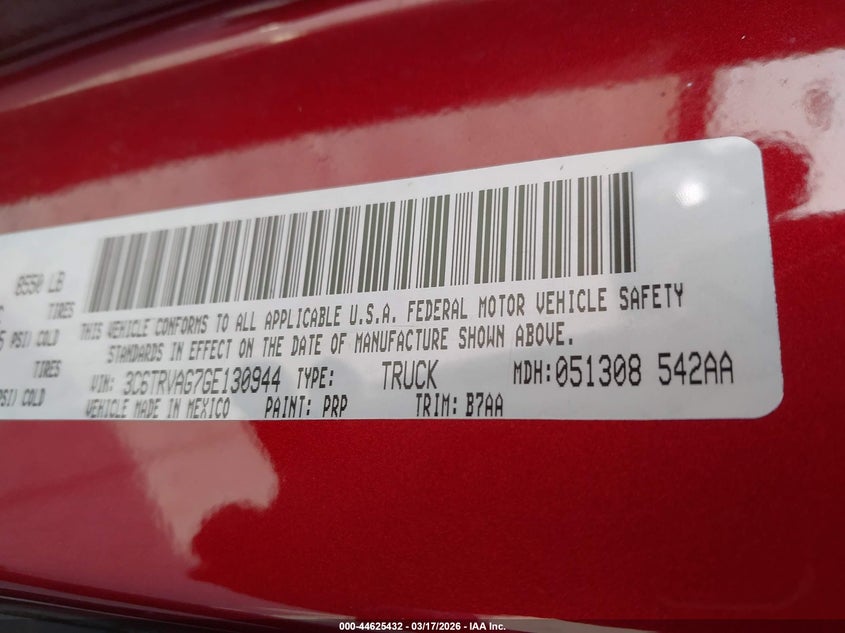 8550 LB
TIRES
PSI) COLD
TIRES
PSI) COLD
THIS VEHICLE CONFORMS TO ALL APPLICABLE U.S.A. FEDERAL MOTOR VEHICLE SAFETY
STANDARDS IN EFFECT ON THE DATE OF MANUFACTURE SHOWN ABOVE.
VIN: 3C6TRVAG7GE130944 TYPE: TRUCK MDH:051308 542AA
VEHICLE MADE IN MEXICO PAINT: PRP TRIM: B7AA
000-44625432 - 03/17/2026 - IAA Inc.